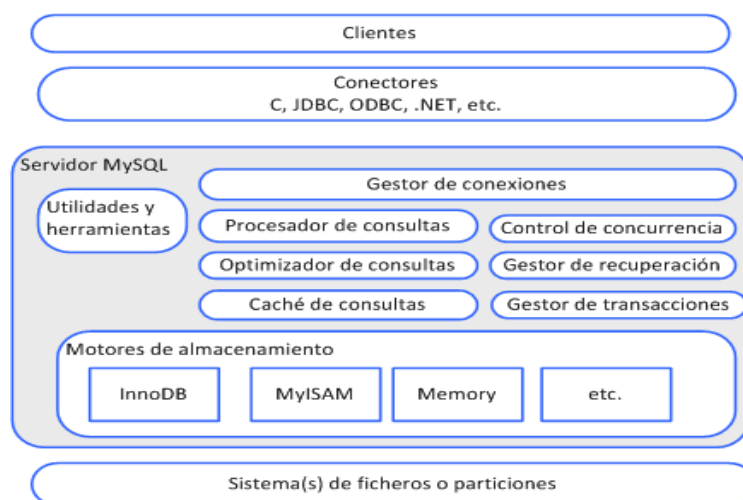 Clientes
Conectores
C, JDBC, ODBC, .NET, etc.
Servidor MySQL
Gestor de conexiones
Utilidades y
herramientas
Procesador de consultas
Control de concurrencia
Optimizador de consultas
Gestor de recuperación
Caché de consultas
Gestor de transacciones
Motores de almacenamiento
InnoDB
MyISAM
Memory
etc.
Sistema(s) de ficheros o particiones